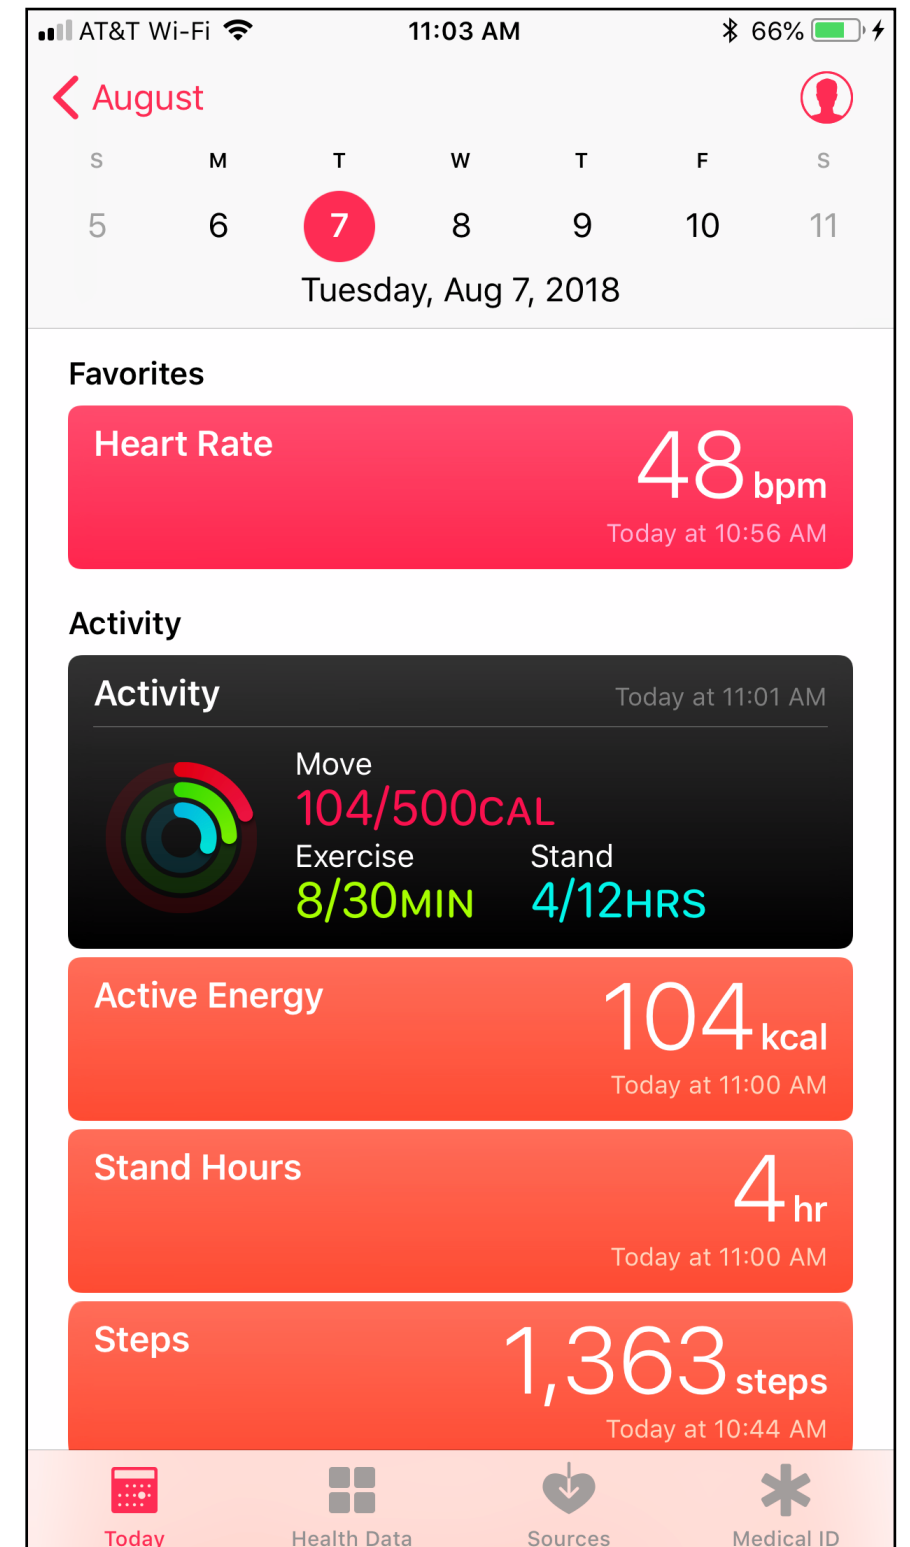 AT&T Wi-Fi 11:03 AM 66%
August
S M T W T F S
5 6 7 8 9 10 11
Tuesday, Aug 7, 2018
Favorites
Heart Rate
48 bpm
Today at 10:56 AM
Activity
Activity Today at 11:01 AM
Move
104/500CAL
Exercise Stand
8/30MIN 4/12HRS
Active Energy
104 kcal
Today at 11:00 AM
Stand Hours
4 hr
Today at 11:00 AM
Steps
1,363 steps
Today at 10:44 AM
Today Health Data Sources Medical ID